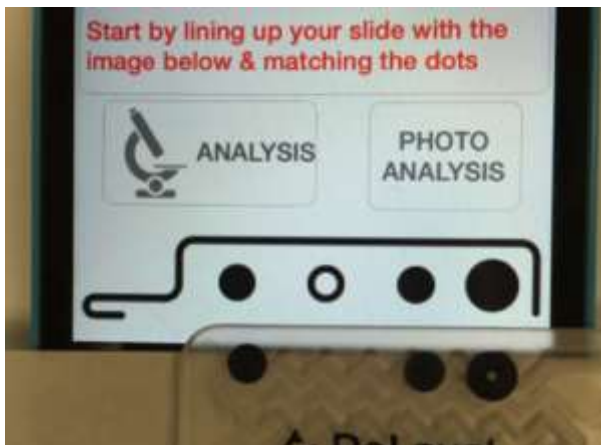 Start by lining up your slide with the
image below & matching the dots
ANALYSIS
PHOTO
ANALYSIS